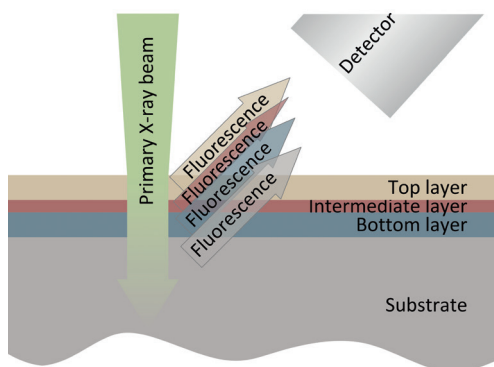 Primary X-ray beam
Detector
Fluorescence
Fluorescence
Fluorescence
Fluorescence
Top layer
Intermediate layer
Bottom layer
Substrate